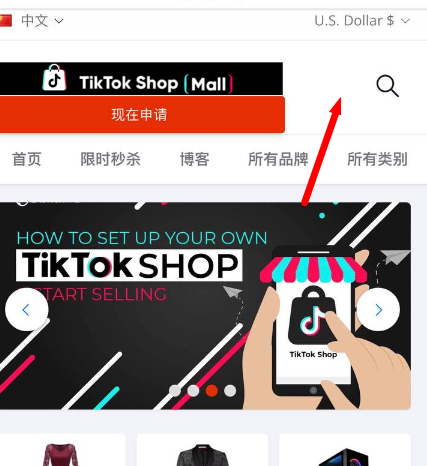 中文
U.S. Dollar $
TikTok Shop (Mall)
现在申请
首页 限时秒杀 博客 所有品牌 所有类别
HOW TO SET UP YOUR OWN
TikTok SHOP
START SELLING
TikTok Shop